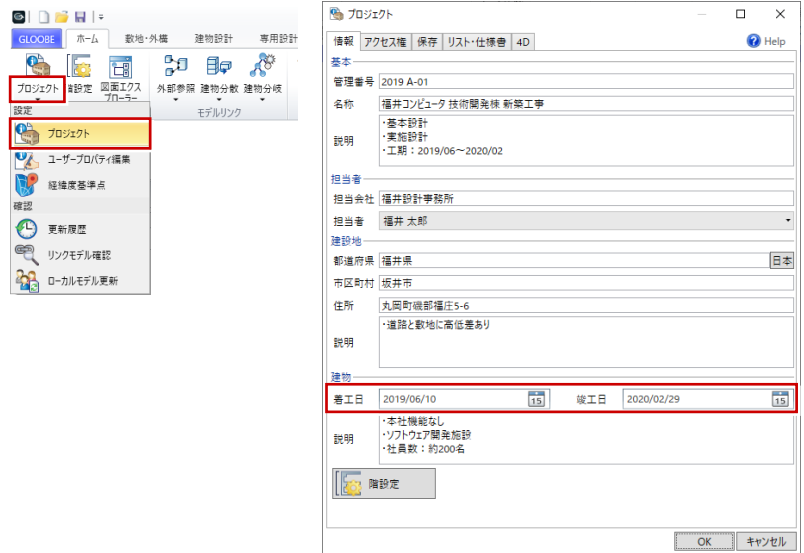 GLOOBE ホーム 敷地・外構 建物設計 専用設計
プロジェクト 階設定 図面エクスプローラー 外部参照 建物分散 建物分岐
モデルリンク
設定
プロジェクト
ユーザープロパティ編集
経緯度基準点
確認
更新履歴
リンクモデル確認
ローカルモデル更新
プロジェクト
情報 アクセス権 保存 リスト・仕様書 4D Help
基本
管理番号 2019 A-01
名称 福井コンピュータ 技術開発棟 新築工事
説明
・基本設計
・実施設計
・工期：2019/06～2020/02
担当者
担当会社 福井設計事務所
担当者 福井 太郎
建設地
都道府県 福井県 日本
市区町村 坂井市
住所 丸岡町磯部福庄5-6
説明
・道路と敷地に高低差あり
建物
着工日 2019/06/10 15 竣工日 2020/02/29 15
説明
・本社機能なし
・ソフトウェア開発施設
・社員数：約200名
階設定
OK キャンセル